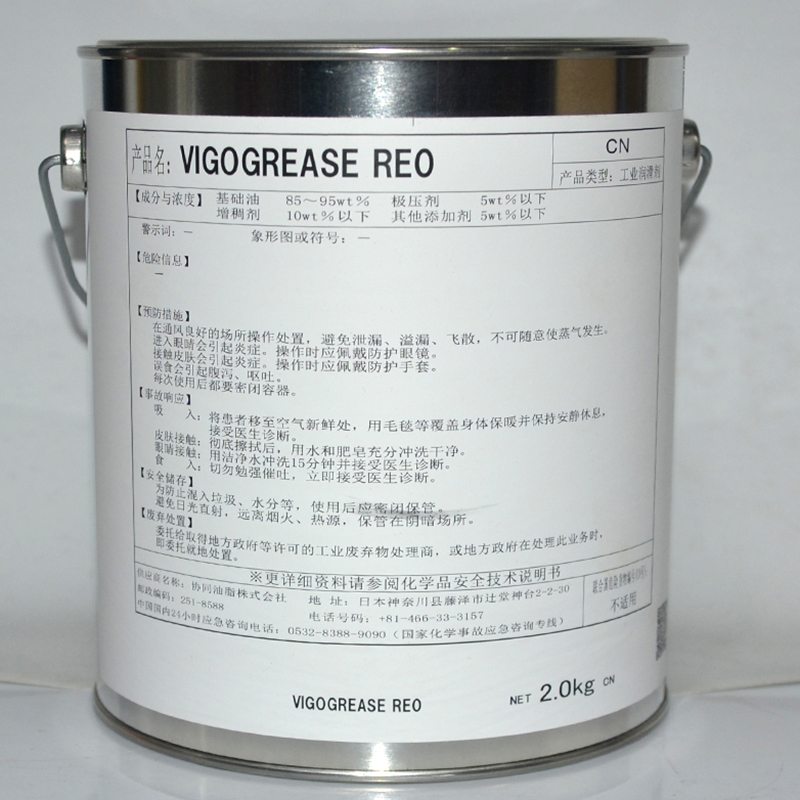 产品名: VIGOGREASE REO
CN
产品类型: 工业润滑剂
【成分与浓度】 基础油 85～95wt% 极压剂 5wt%以下
增稠剂 10wt%以下 其他添加剂 5wt%以下
警示词: — 象形图或符号: —
【危险信息】
—
【预防措施】
在通风良好的场所操作处置，避免泄漏、溢漏、飞散，不可随意使蒸气发生。
进入眼睛会引起炎症。操作时应佩戴防护眼镜。
接触皮肤会引起炎症。操作时应佩戴防护手套。
误食会引起腹泻、呕吐。
每次使用后都要密闭容器。
【事故响应】
吸 入: 将患者移至空气新鲜处，用毛毯等覆盖身体保暖并保持安静休息，
接受医生诊断。
皮肤接触: 彻底擦拭后，用水和肥皂充分冲洗干净。
眼睛接触: 用洁净水冲洗15分钟并接受医生诊断。
食 入: 切勿勉强催吐，立即接受医生诊断。
【安全储存】
为防止混入垃圾、水分等，使用后应密闭保管。
避免日光直射，远离烟火、热源，保管在阴暗场所。
【废弃处置】
委托给取得地方政府等许可的工业废弃物处理商，或地方政府在处理此业务时，
即委托就地处置。
※更详细资料请参阅化学品安全技术说明书
供应商名称: 协同油脂株式会社 地 址: 日本神奈川县藤泽市辻堂神台2-2-30
邮政编码: 251-8588 电话号码: +81-466-33-3157
中国国内24小时应急咨询电话: 0532-8388-9090 (国家化学事故应急咨询专线)
不适用
VIGOGREASE REO
NET 2.0kg CN